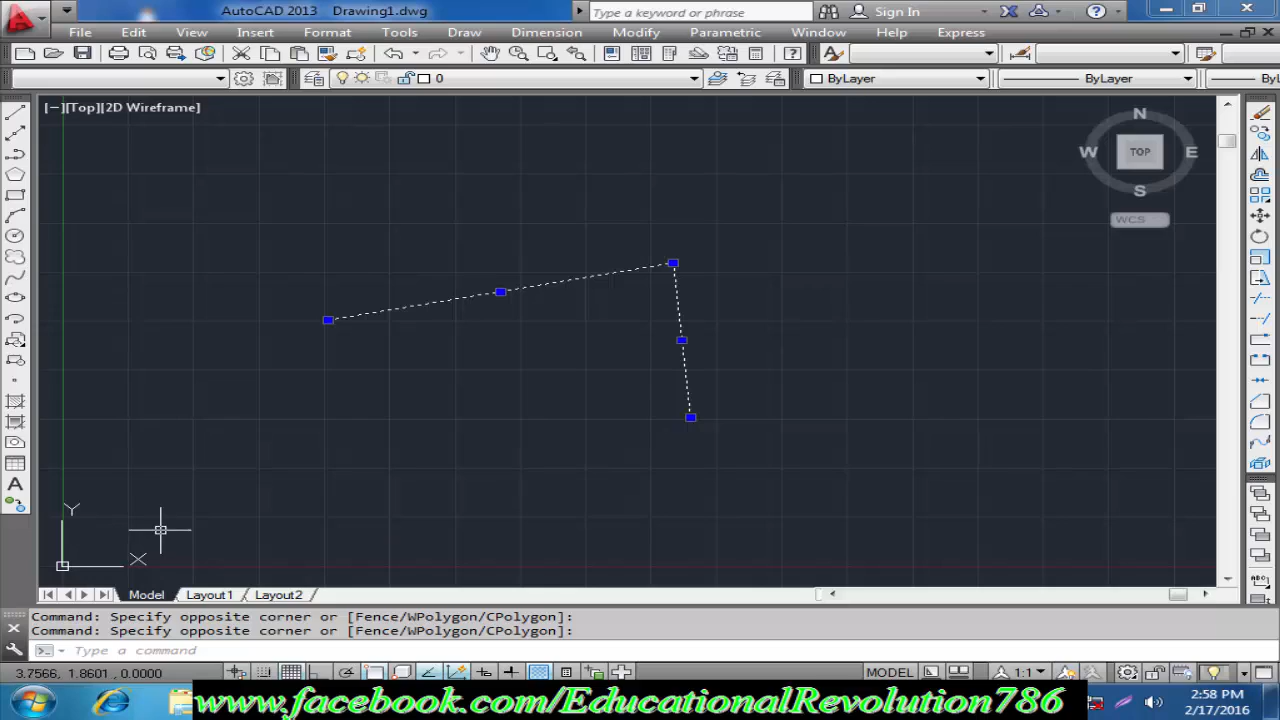 AutoCAD 2013 Drawing1.dwg
Type a keyword or phrase
Sign In
File Edit View Insert Format Tools Draw Dimension Modify Parametric Window Help Express
0
ByLayer
ByLayer
[−][Top][2D Wireframe]
N
W
TOP
E
S
WCS
Y
X
Model Layout1 Layout2
Command: Specify opposite corner or [Fence/WPolygon/CPolygon]:
Command: Specify opposite corner or [Fence/WPolygon/CPolygon]:
Type a command
3.7566, 1.8601, 0.0000
MODEL
1:1
www.facebook.com/EducationalRevolution786
2:58 PM
2/17/2016